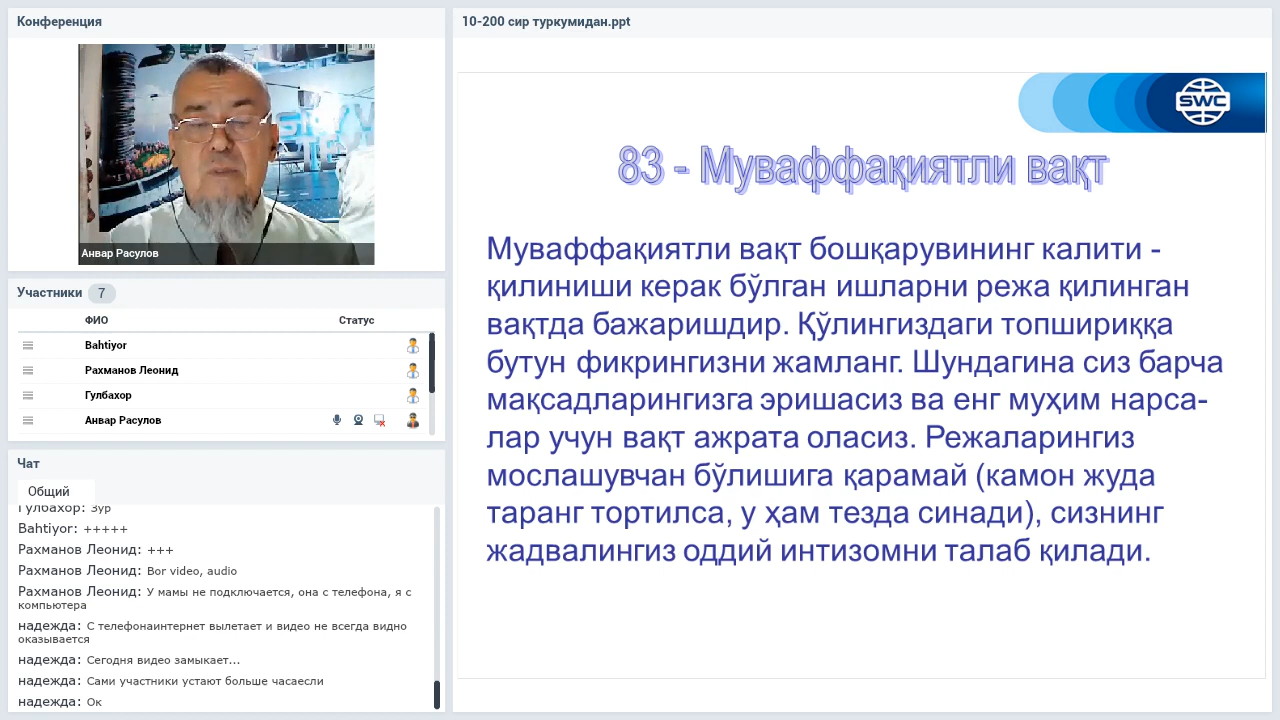 Конференция
Анвар Расулов
Участники 7
ФИО Статус
Bahtiyor
Рахманов Леонид
Гулбахор
Анвар Расулов
Чат
Общий
Гулбахор: Зур
Bahtiyor: +++++
Рахманов Леонид: +++
Рахманов Леонид: Bor video, audio
Рахманов Леонид: У мамы не подключается, она с телефона, я с
компьютера
надежда: С телефонаинтернет вылетает и видео не всегда видно
оказывается
надежда: Сегодня видео замыкает...
надежда: Сами участники устают больше часаесли
надежда: Ок
10-200 сир туркумидан.ppt
SWC
83 - Муваффақиятли вақт
Муваффақиятли вақт бошқарувининг калити -
қилиниши керак бўлган ишларни режа қилинган
вақтда бажаришдир. Қўлингиздаги топшириққа
бутун фикрингизни жамланг. Шундагина сиз барча
мақсадларингизга эришасиз ва енг муҳим нарса-
лар учун вақт ажрата оласиз. Режаларингиз
мослашувчан бўлишига қарамай (камон жуда
таранг тортилса, у ҳам тезда синади), сизнинг
жадвалингиз оддий интизомни талаб қилади.